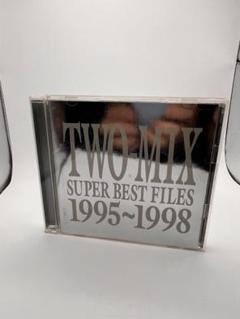 TWO-MIX
SUPER BEST FILES
1995~1998